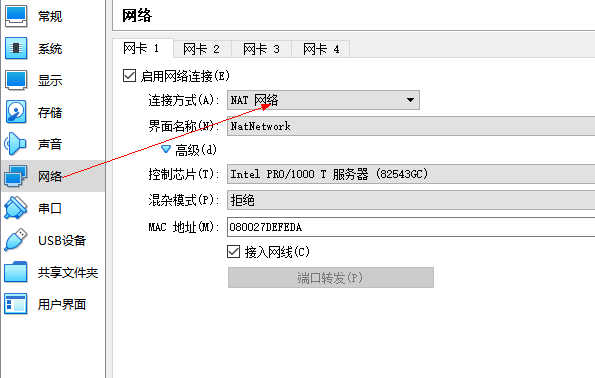 常规
系统
显示
存储
声音
网络
串口
USB设备
共享文件夹
用户界面
网络
网卡 1 网卡 2 网卡 3 网卡 4
启用网络连接(E)
连接方式(A): NAT 网络
界面名称(N): NatNetwork
高级(d)
控制芯片(T): Intel PRO/1000 T 服务器 (82543GC)
混杂模式(P): 拒绝
MAC 地址(M): 080027DEFEDA
接入网线(C)
端口转发(P)